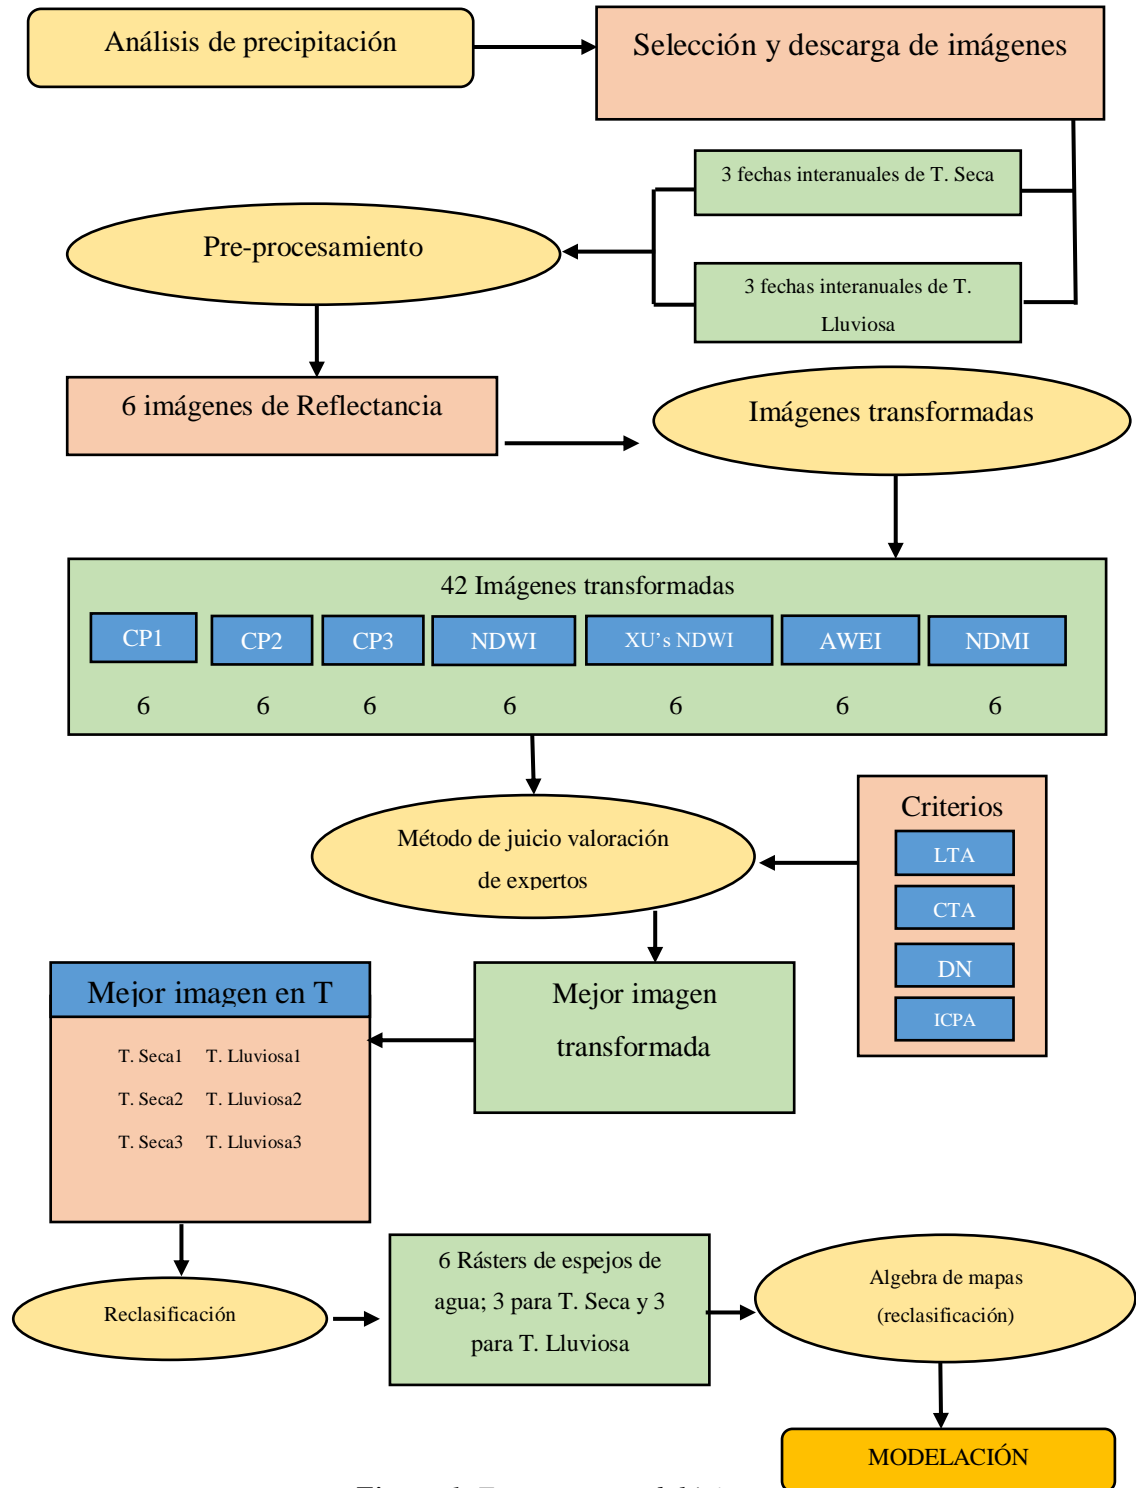 Análisis de precipitación
Selección y descarga de imágenes
3 fechas interanuales de T. Seca
Pre-procesamiento
3 fechas interanuales de T.
Lluviosa
6 imágenes de Reflectancia
Imágenes transformadas
42 Imágenes transformadas
CP1 CP2 CP3 NDWI XU's NDWI AWEI NDMI
6 6 6 6 6 6 6
Método de juicio valoración
de expertos
Criterios
LTA
CTA
DN
ICPA
Mejor imagen
transformada
Mejor imagen en T
T. Seca1 T. Lluviosa1
T. Seca2 T. Lluviosa2
T. Seca3 T. Lluviosa3
Reclasificación
6 Rásters de espejos de
agua; 3 para T. Seca y 3
para T. Lluviosa
Algebra de mapas
(reclasificación)
MODELACIÓN